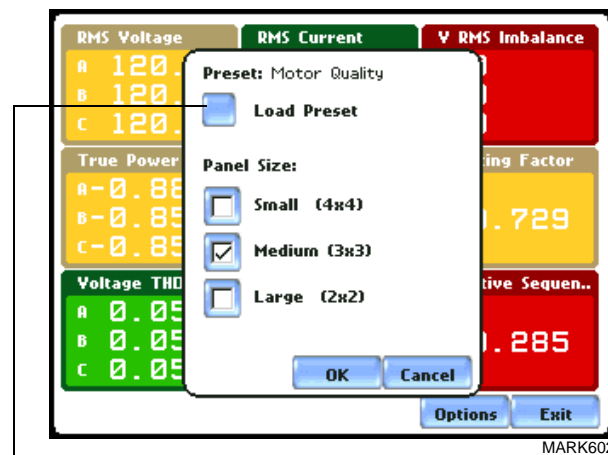 RMS Voltage RMS Current V RMS Imbalance
A 120.
B 120.
C 120.
Preset: Motor Quality
Load Preset
True Power
A-0.88
B-0.85
C-0.85
ing Factor
.729
Panel Size:
Small (4x4)
Medium (3x3)
Large (2x2)
Voltage THD
A 0.05
B 0.05
C 0.05
tive Sequen..
.285
OK Cancel
Options Exit
MARK602